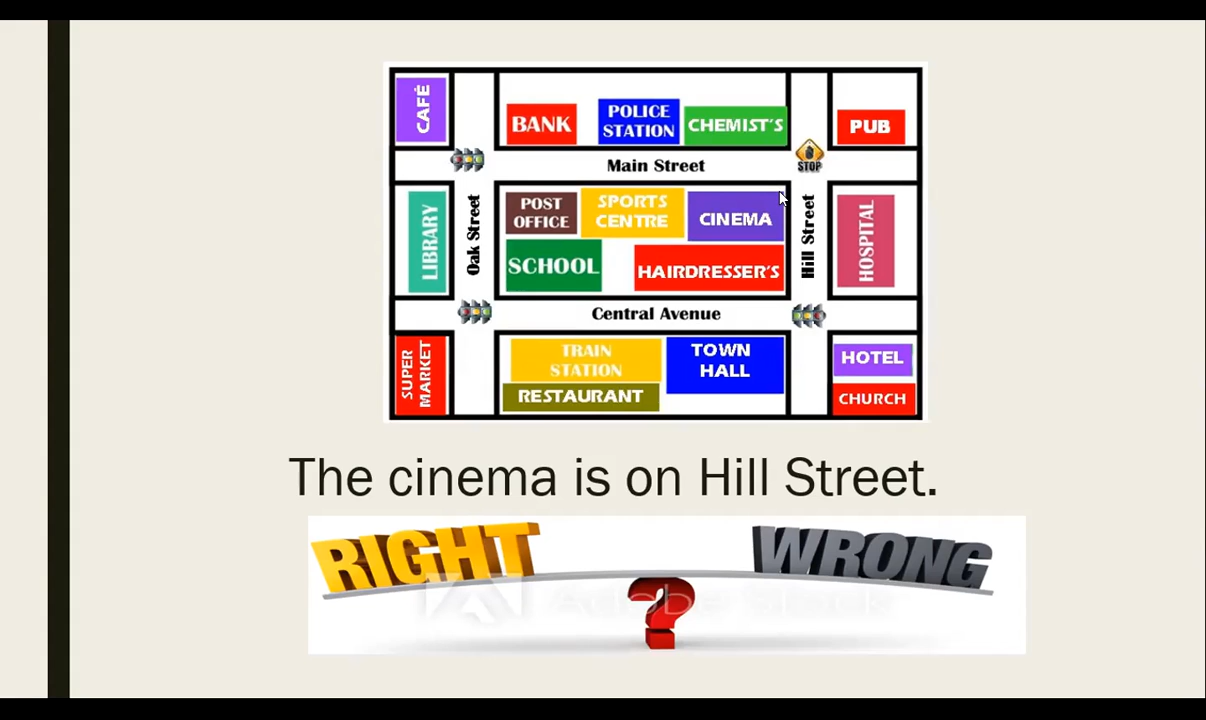 CAFÉ
BANK
POLICE
STATION
CHEMIST'S
PUB
STOP
Main Street
LIBRARY
Oak Street
POST
OFFICE
SPORTS
CENTRE
CINEMA
SCHOOL
HAIRDRESSER'S
Hill Street
HOSPITAL
Central Avenue
SUPER
MARKET
TRAIN
STATION
RESTAURANT
TOWN
HALL
HOTEL
CHURCH
The cinema is on Hill Street.
RIGHT
WRONG
?
Adobe Stock